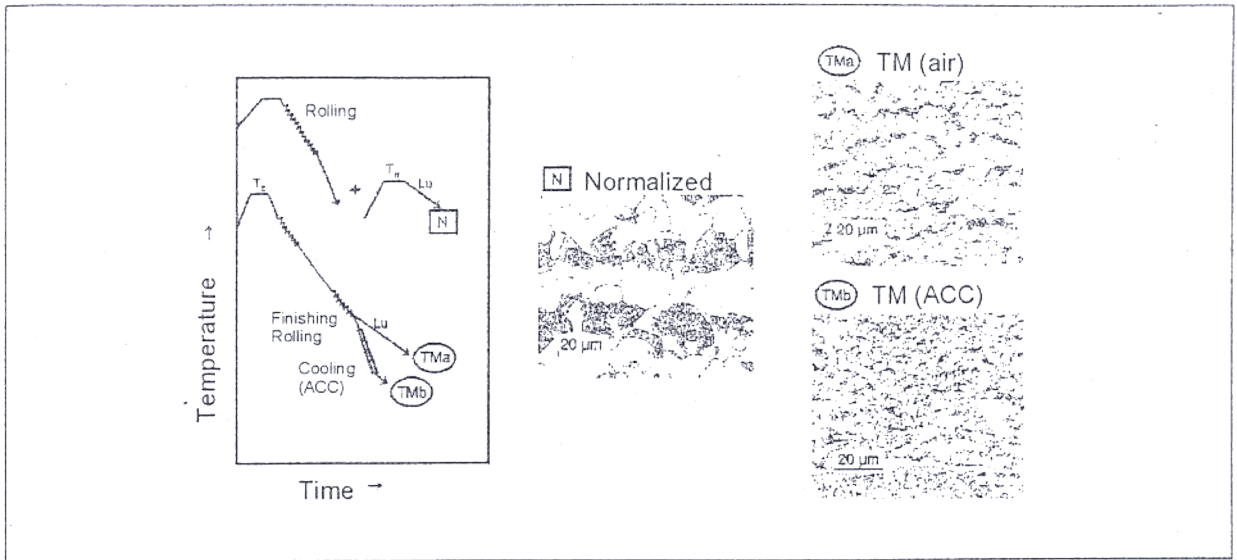 Temperature →
Time →
Rolling
T
+
T
Lu
N
Finishing
Rolling
Lu
TMa
Cooling
(ACC)
TMb
N Normalized
20 µm
TMa TM (air)
20 µm
TMb TM (ACC)
20 µm